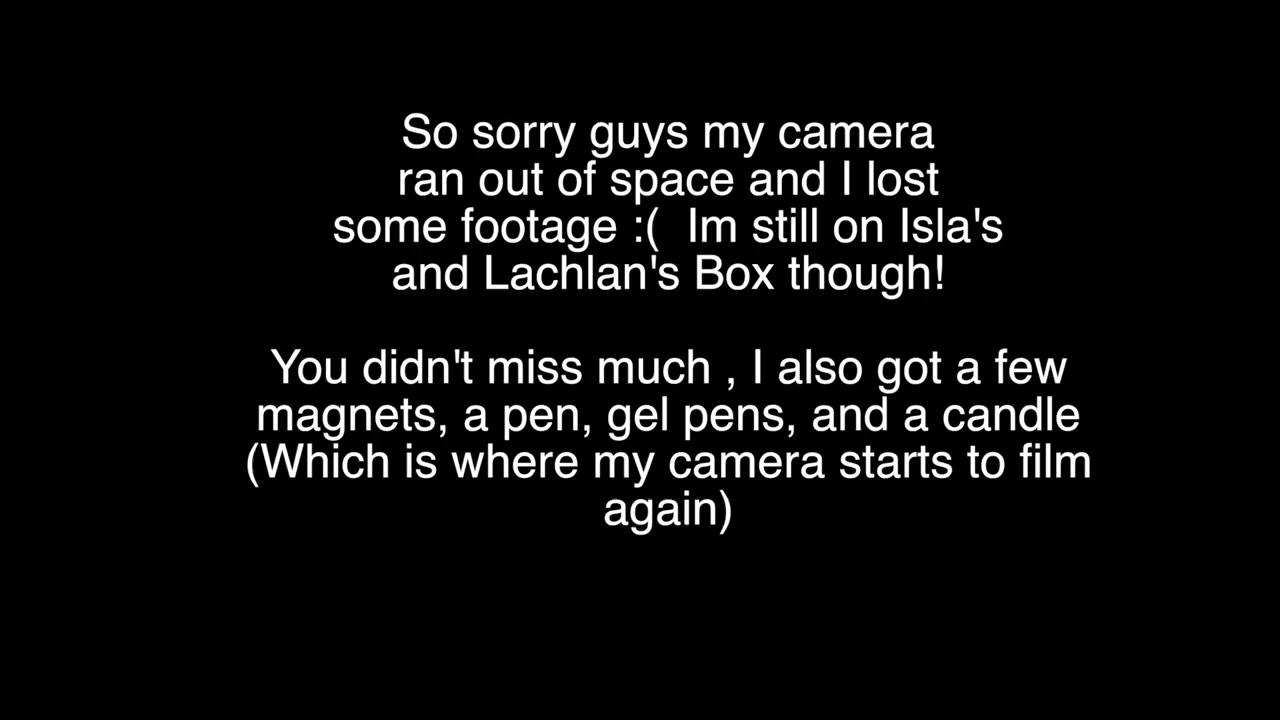 So sorry guys my camera
ran out of space and I lost
some footage :(  Im still on Isla's
and Lachlan's Box though!
You didn't miss much , I also got a few
magnets, a pen, gel pens, and a candle
(Which is where my camera starts to film
again)